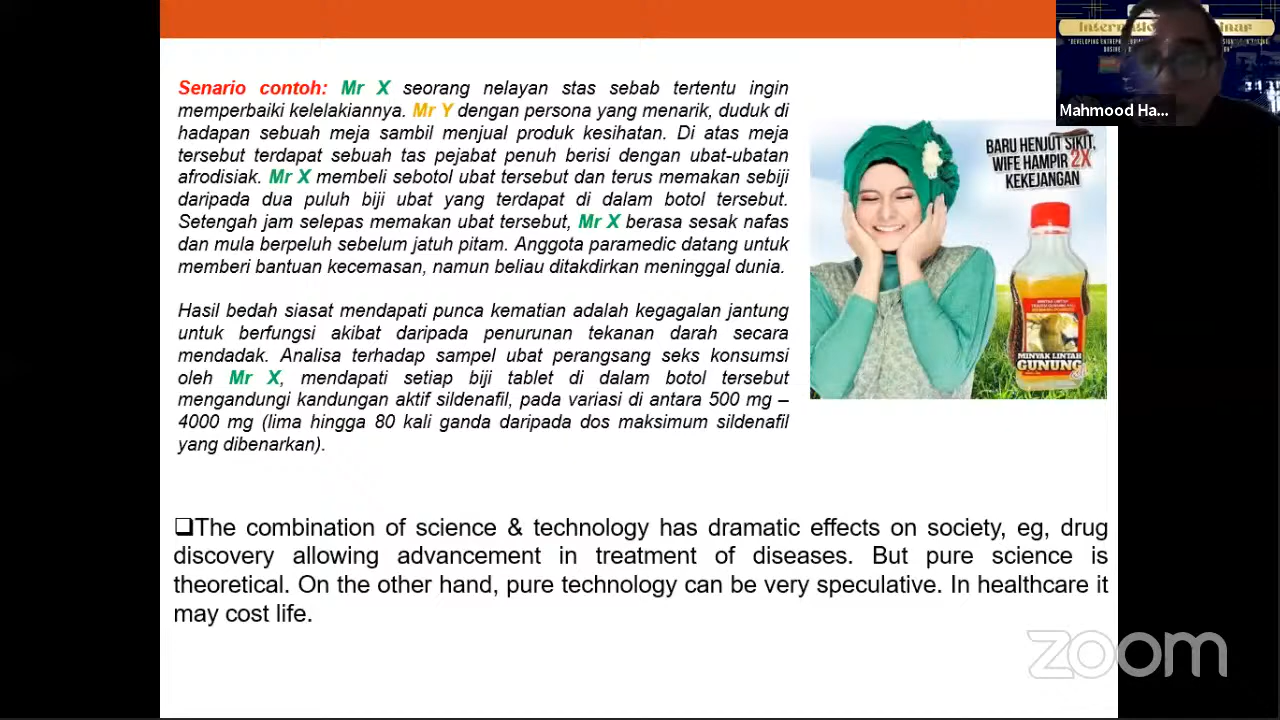 Senario contoh: Mr X seorang nelayan stas sebab tertentu ingin
memperbaiki kelelakiannya. Mr Y dengan persona yang menarik, duduk di
hadapan sebuah meja sambil menjual produk kesihatan. Di atas meja
tersebut terdapat sebuah tas pejabat penuh berisi dengan ubat-ubatan
afrodisiak. Mr X membeli sebotol ubat tersebut dan terus memakan sebiji
daripada dua puluh biji ubat yang terdapat di dalam botol tersebut.
Setengah jam selepas memakan ubat tersebut, Mr X berasa sesak nafas
dan mula berpeluh sebelum jatuh pitam. Anggota paramedic datang untuk
memberi bantuan kecemasan, namun beliau ditakdirkan meninggal dunia.
Hasil bedah siasat mendapati punca kematian adalah kegagalan jantung
untuk berfungsi akibat daripada penurunan tekanan darah secara
mendadak. Analisa terhadap sampel ubat perangsang seks konsumsi
oleh Mr X, mendapati setiap biji tablet di dalam botol tersebut
mengandungi kandungan aktif sildenafil, pada variasi di antara 500 mg –
4000 mg (lima hingga 80 kali ganda daripada dos maksimum sildenafil
yang dibenarkan).
BARU HENJUT SIKIT,
WIFE HAMPIR 2X
KEKEJANGAN
MINYAK LINTAH
GUNUNG
❑The combination of science & technology has dramatic effects on society, eg, drug
discovery allowing advancement in treatment of diseases. But pure science is
theoretical. On the other hand, pure technology can be very speculative. In healthcare it
may cost life.
Mahmood Ha...
zoom